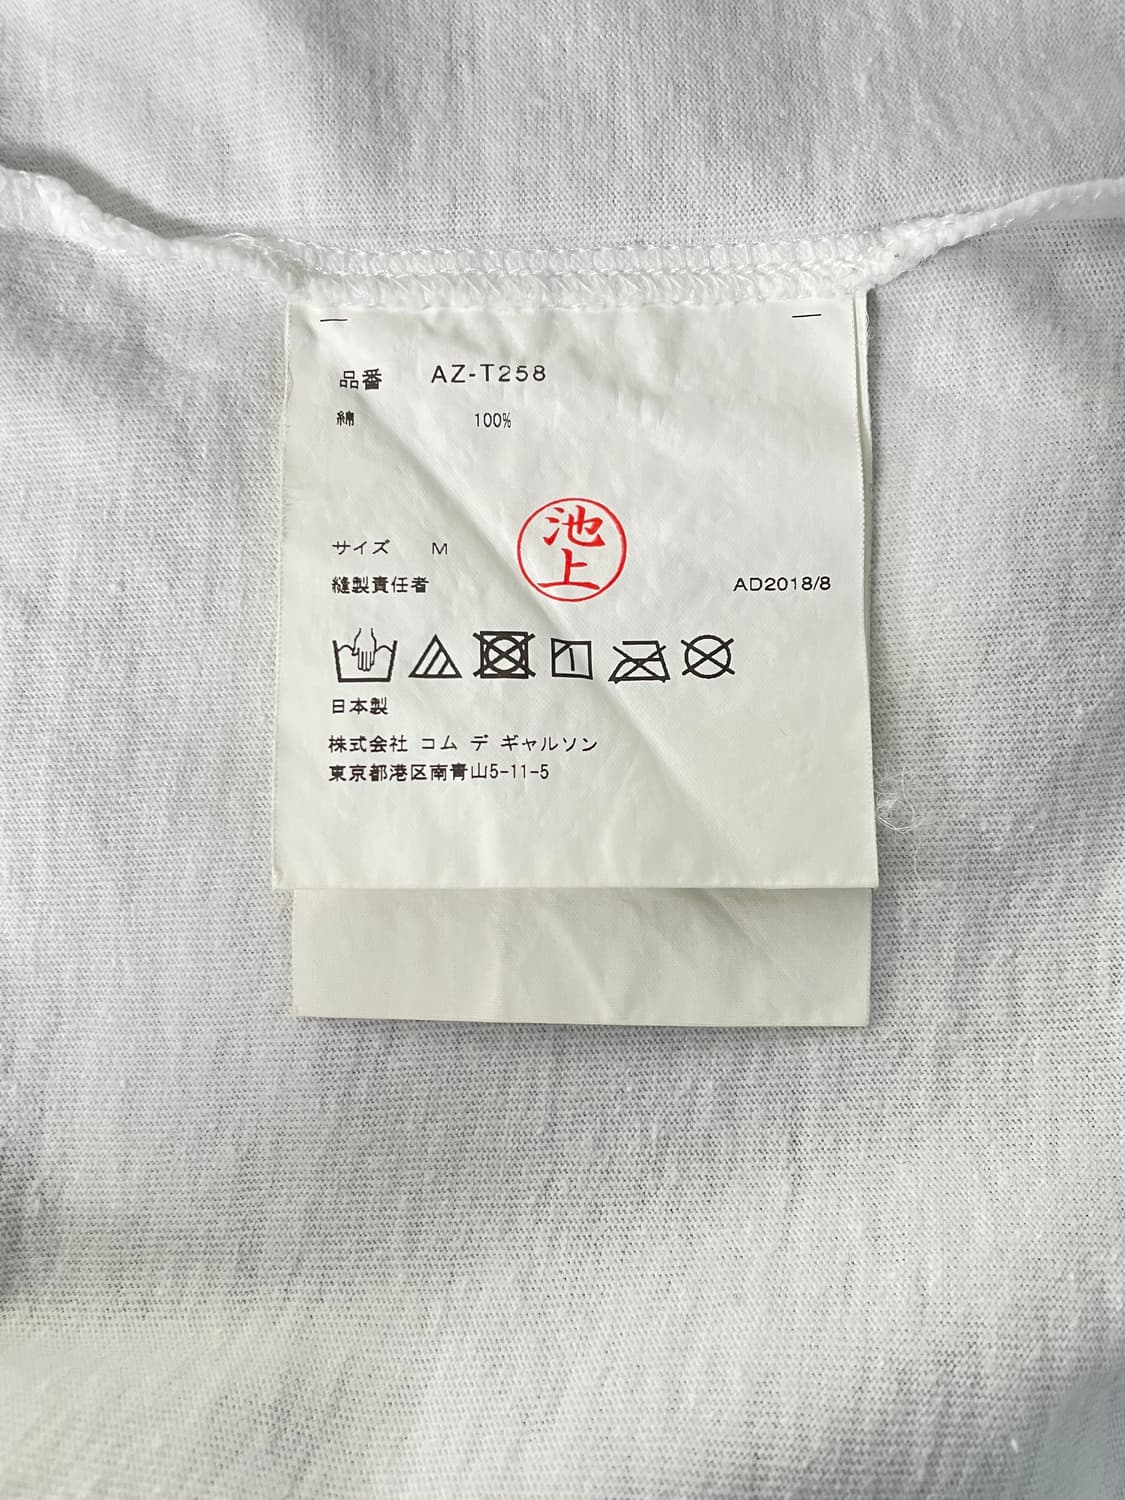 品番 AZ-T258
綿 100%
池上
サイズ M
縫製責任者 AD2018/8
日本製
株式会社 コム デ ギャルソン
東京都港区南青山5-11-5